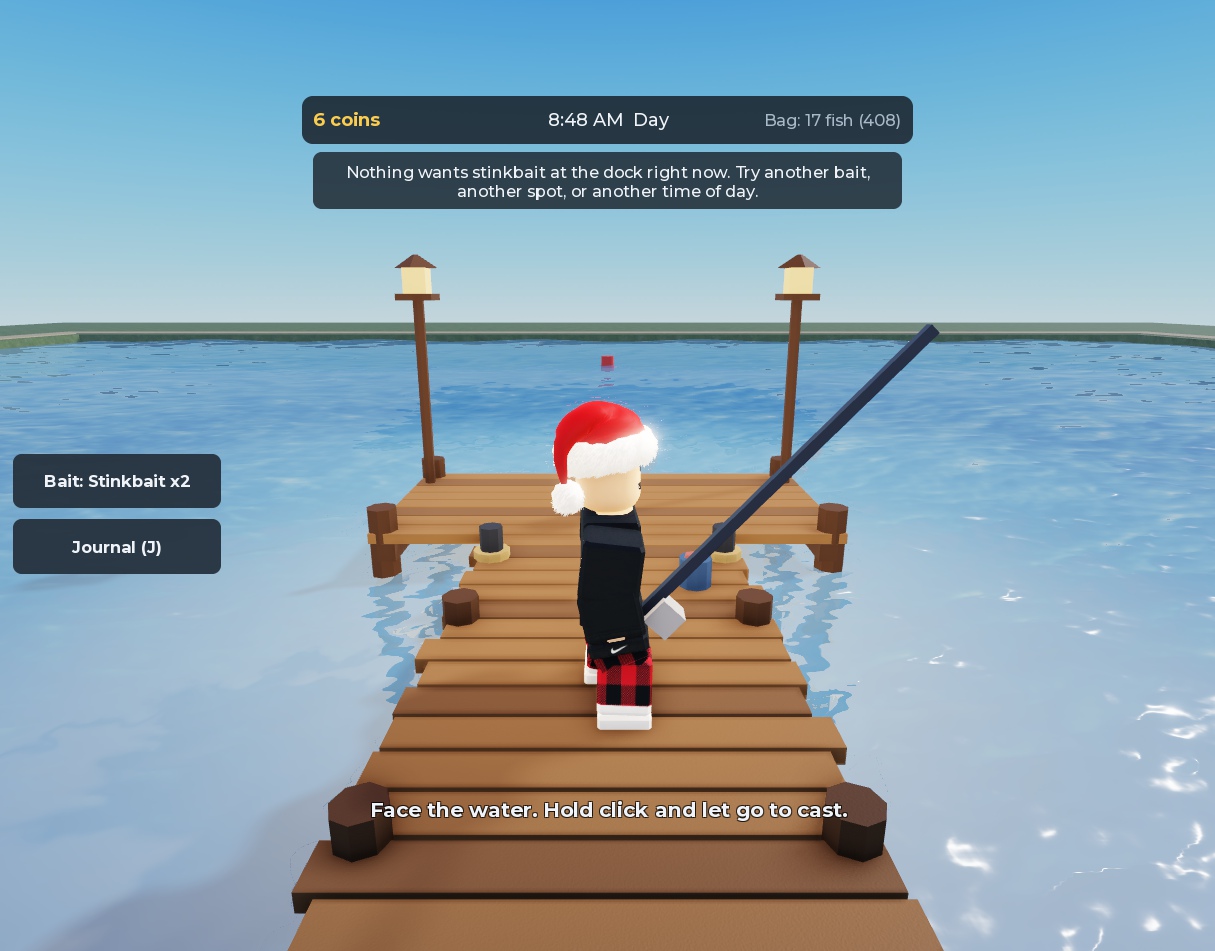 6 coins
8:48 AM Day
Bag: 17 fish (408)
Nothing wants stinkbait at the dock right now. Try another bait,
another spot, or another time of day.
Bait: Stinkbait x2
Journal (J)
Face the water. Hold click and let go to cast.